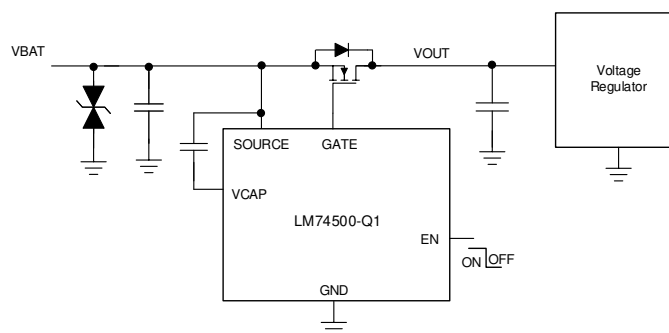 VBAT
VOUT
Voltage
Regulator
SOURCE
GATE
VCAP
LM74500-Q1
EN
ON
OFF
GND